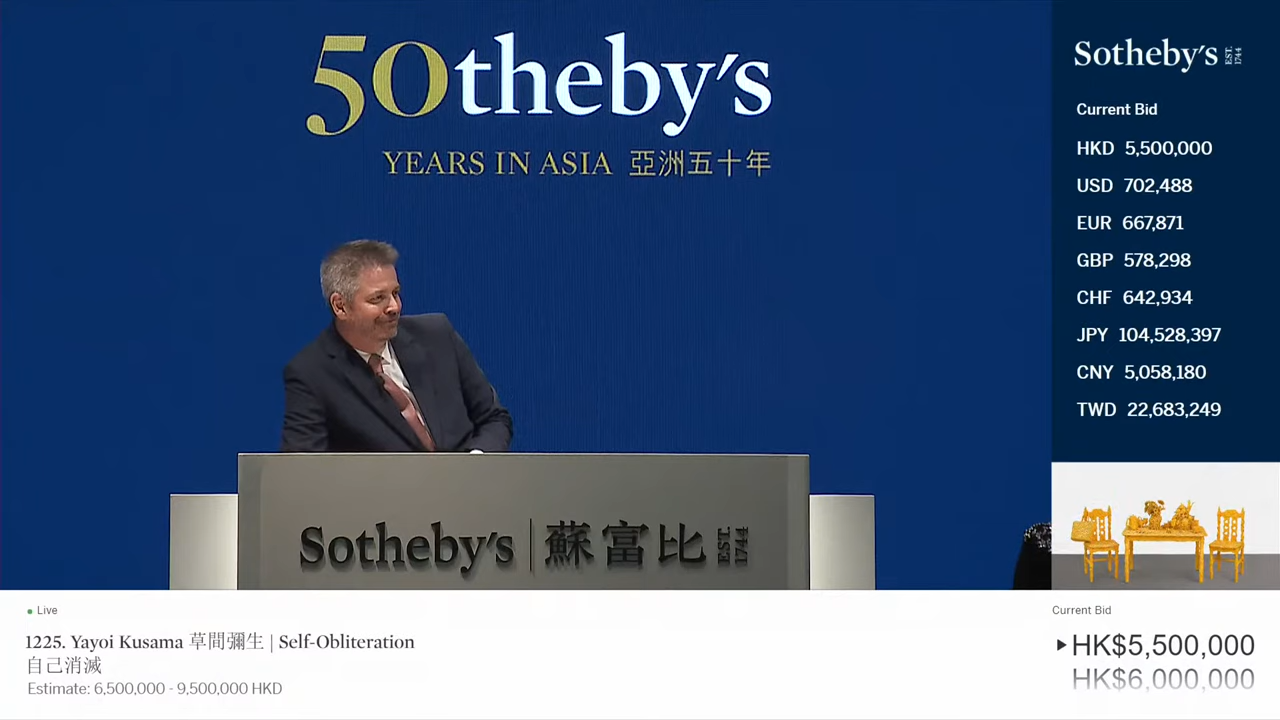 50theby's
YEARS IN ASIA 亞洲五十年
Sotheby's | 蘇富比 EST. 1744
Sotheby's EST. 1744
Current Bid
HKD 5,500,000
USD 702,488
EUR 667,871
GBP 578,298
CHF 642,934
JPY 104,528,397
CNY 5,058,180
TWD 22,683,249
Live
1225. Yayoi Kusama 草間彌生 | Self-Obliteration
自己消滅
Estimate: 6,500,000 - 9,500,000 HKD
Current Bid
HK$5,500,000
HK$6,000,000